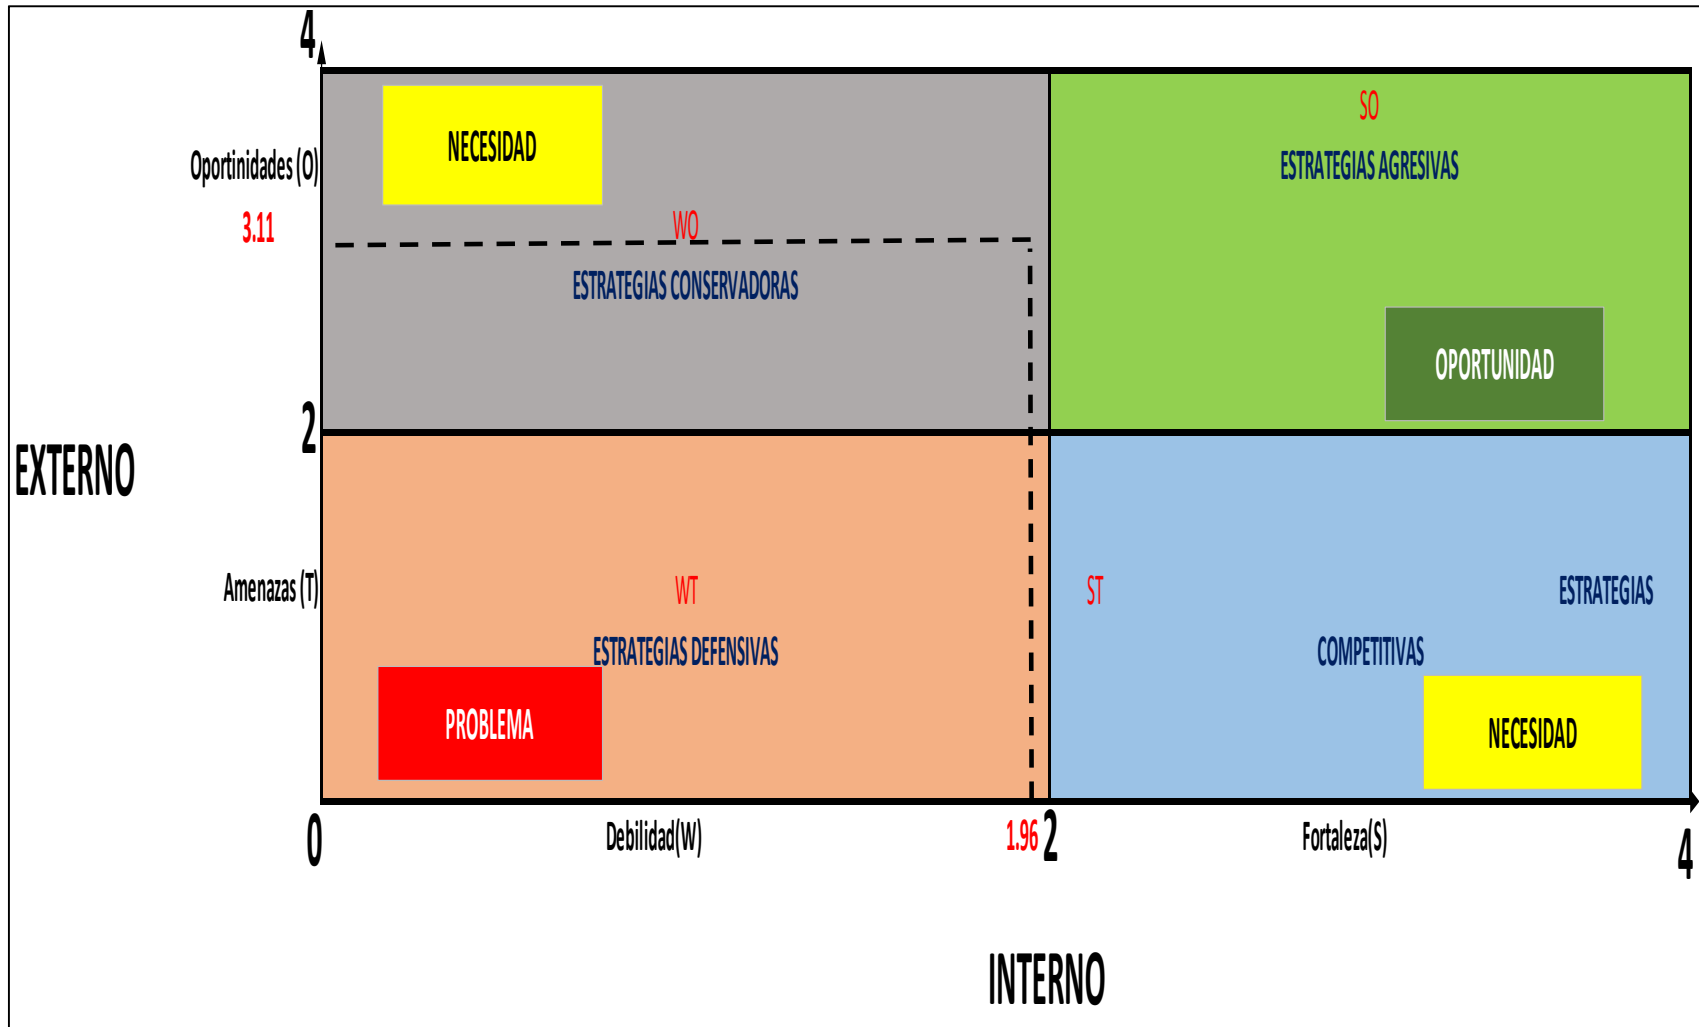 4
NECESIDAD
SO
Oportinidades (O)
ESTRATEGIAS AGRESIVAS
3.11
WO
ESTRATEGIAS CONSERVADORAS
OPORTUNIDAD
2
EXTERNO
Amenazas (T)
WT
ST
ESTRATEGIAS
ESTRATEGIAS DEFENSIVAS
COMPETITIVAS
PROBLEMA
NECESIDAD
0
Debilidad(W)
1.96
2
Fortaleza(S)
4
INTERNO